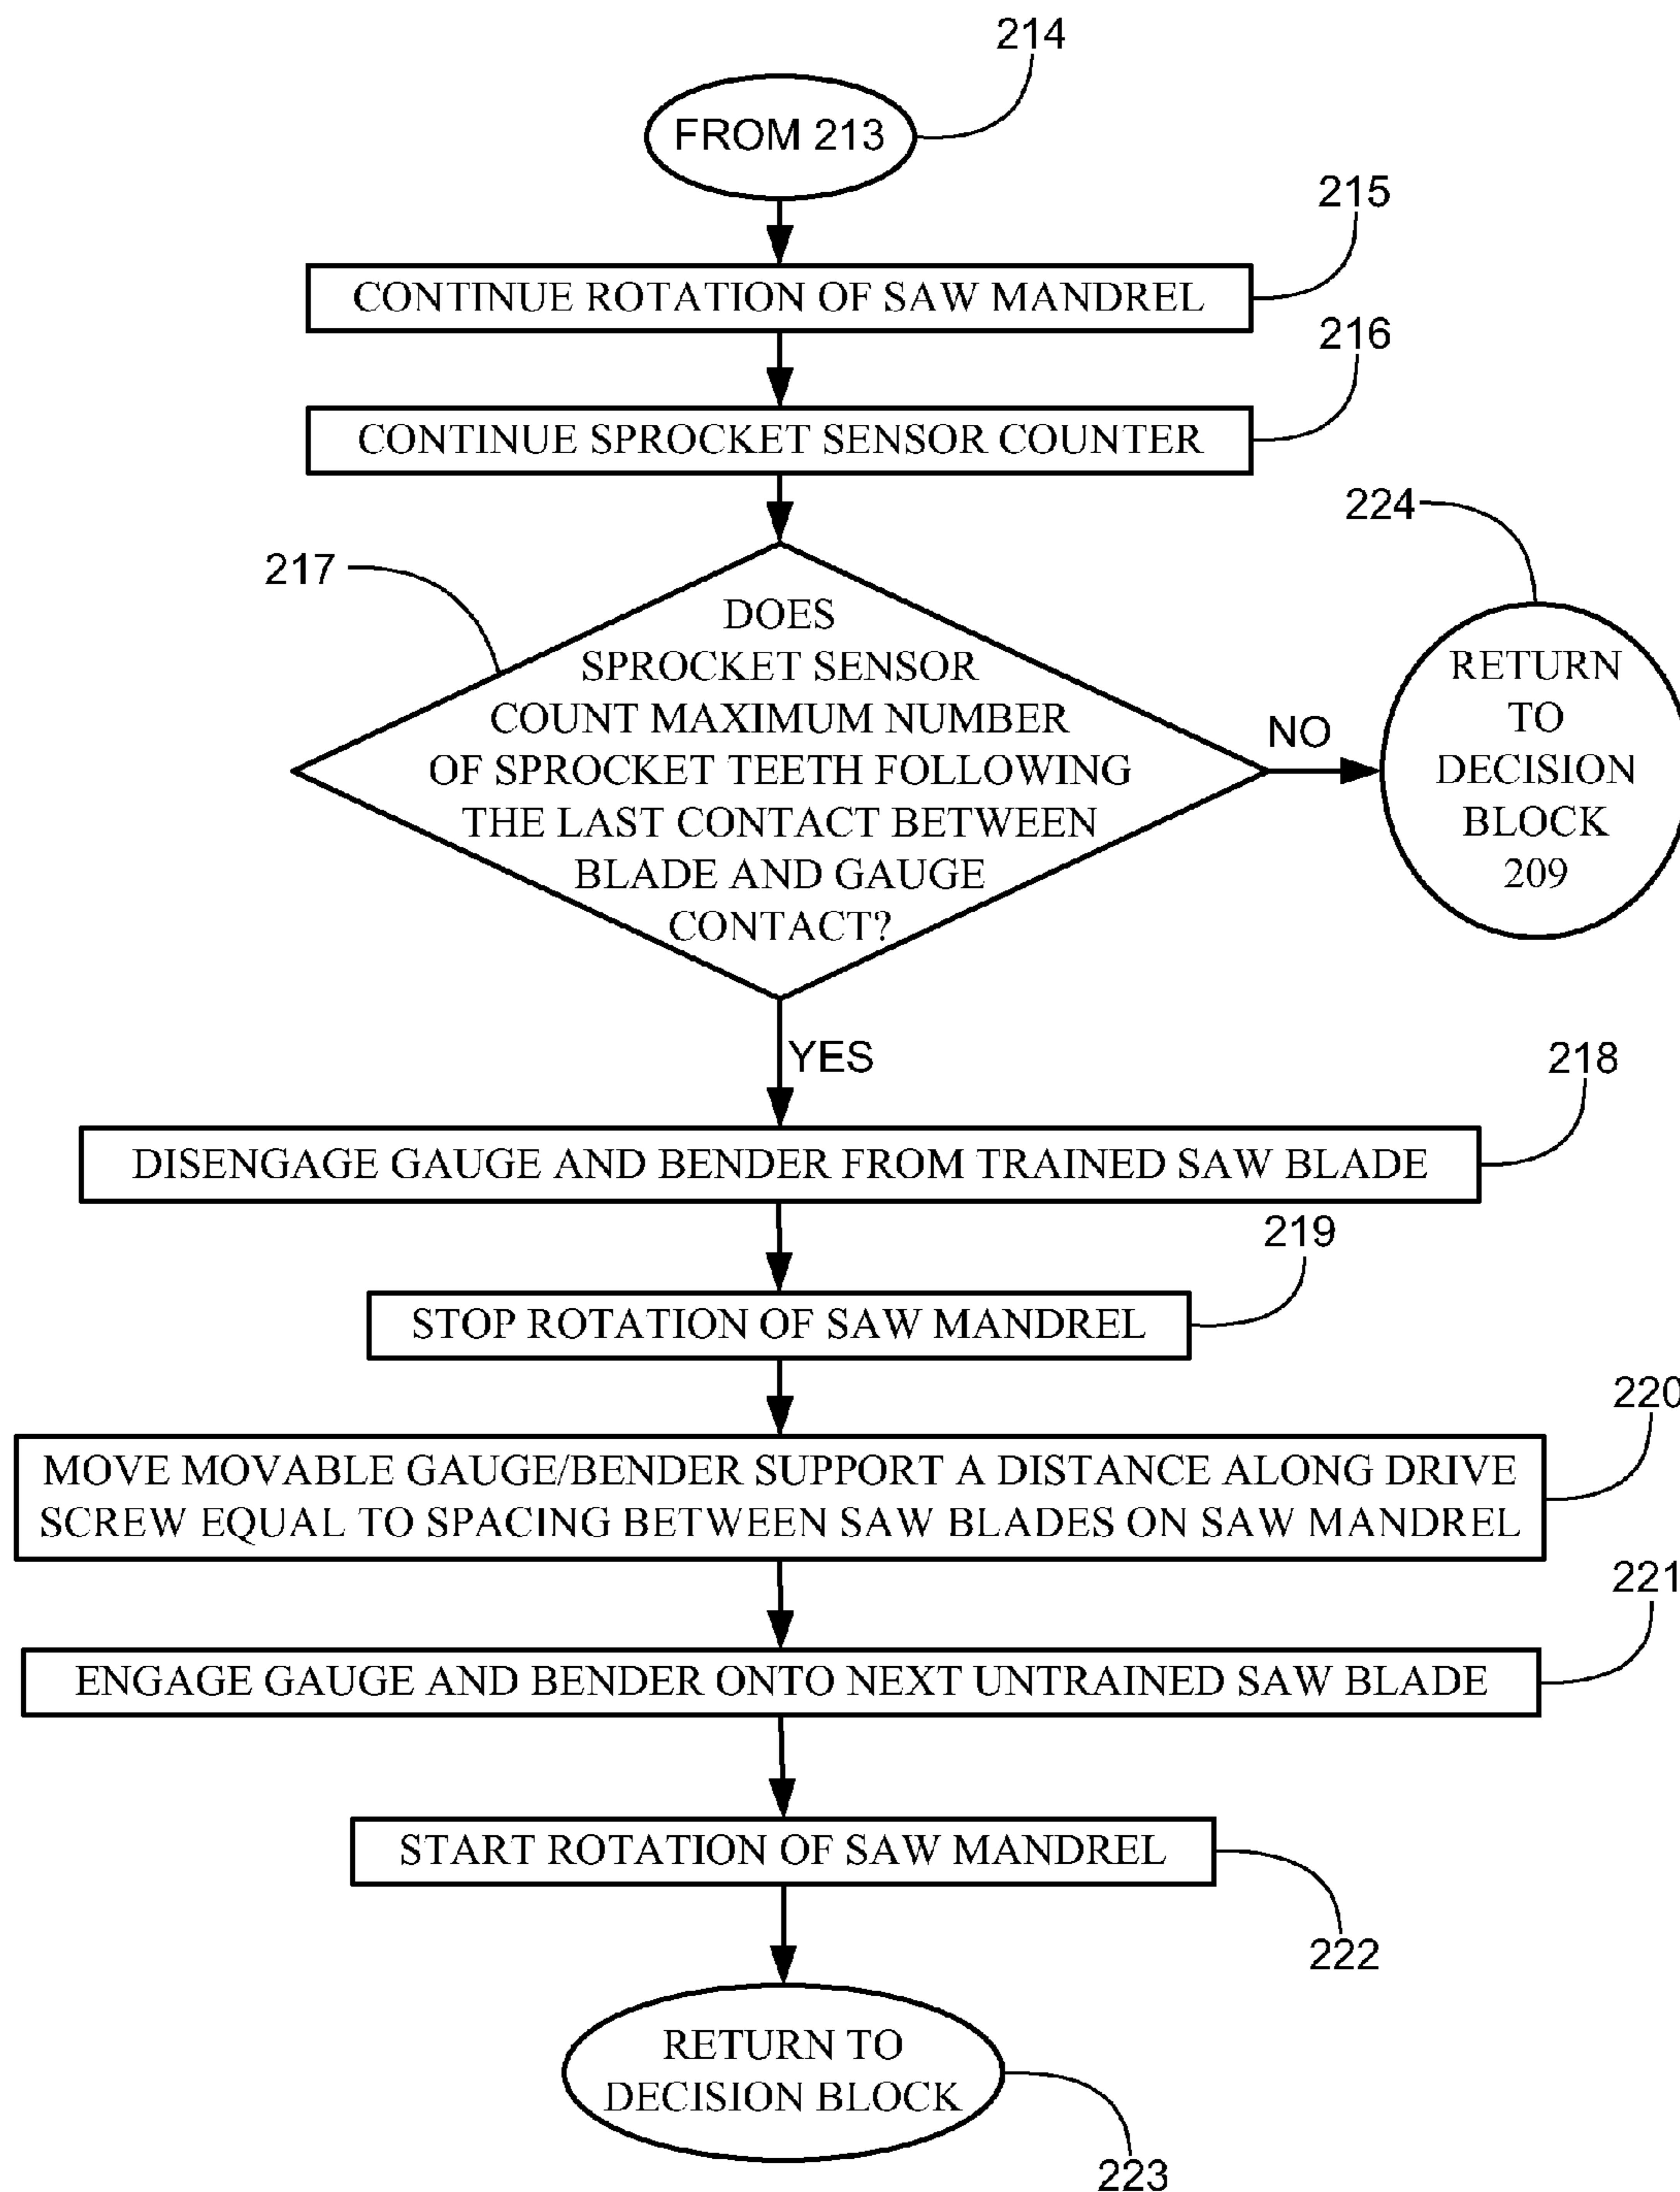 214
FROM 213
215
CONTINUE ROTATION OF SAW MANDREL
216
CONTINUE SPROCKET SENSOR COUNTER
224
217
DOES
SPROCKET SENSOR
COUNT MAXIMUM NUMBER
OF SPROCKET TEETH FOLLOWING
THE LAST CONTACT BETWEEN
BLADE AND GAUGE
CONTACT?
NO
RETURN
TO
DECISION
BLOCK
209
YES
218
DISENGAGE GAUGE AND BENDER FROM TRAINED SAW BLADE
219
STOP ROTATION OF SAW MANDREL
220
MOVE MOVABLE GAUGE/BENDER SUPPORT A DISTANCE ALONG DRIVE
SCREW EQUAL TO SPACING BETWEEN SAW BLADES ON SAW MANDREL
221
ENGAGE GAUGE AND BENDER ONTO NEXT UNTRAINED SAW BLADE
START ROTATION OF SAW MANDREL
222
RETURN TO
DECISION BLOCK
223